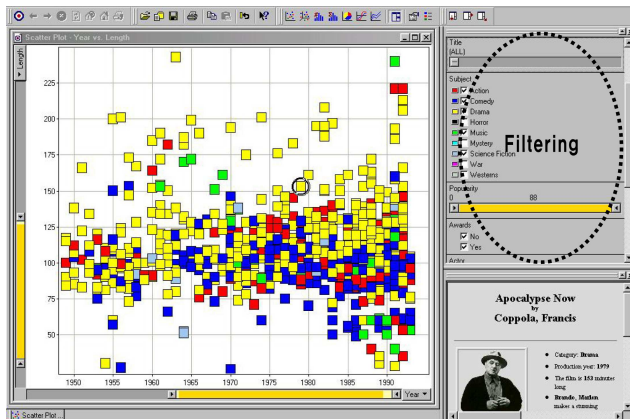 Scatter Plot - Year vs. Length
Length
225
200
175
150
125
100
75
50
1950
1955
1960
1965
1970
1975
1980
1985
1990
Year
Scatter Plot ...
Title
(ALL)
Subject
Action
Comedy
Drama
Horror
Music
Mystery
Science Fiction
War
Westerns
Filtering
Popularity
0 88
Awards
No
Yes
Actor
Apocalypse Now
by
Coppola, Francis
Category: Drama
Production year: 1979
The film is 153 minutes
long
Brando, Marlon
makes a stunning